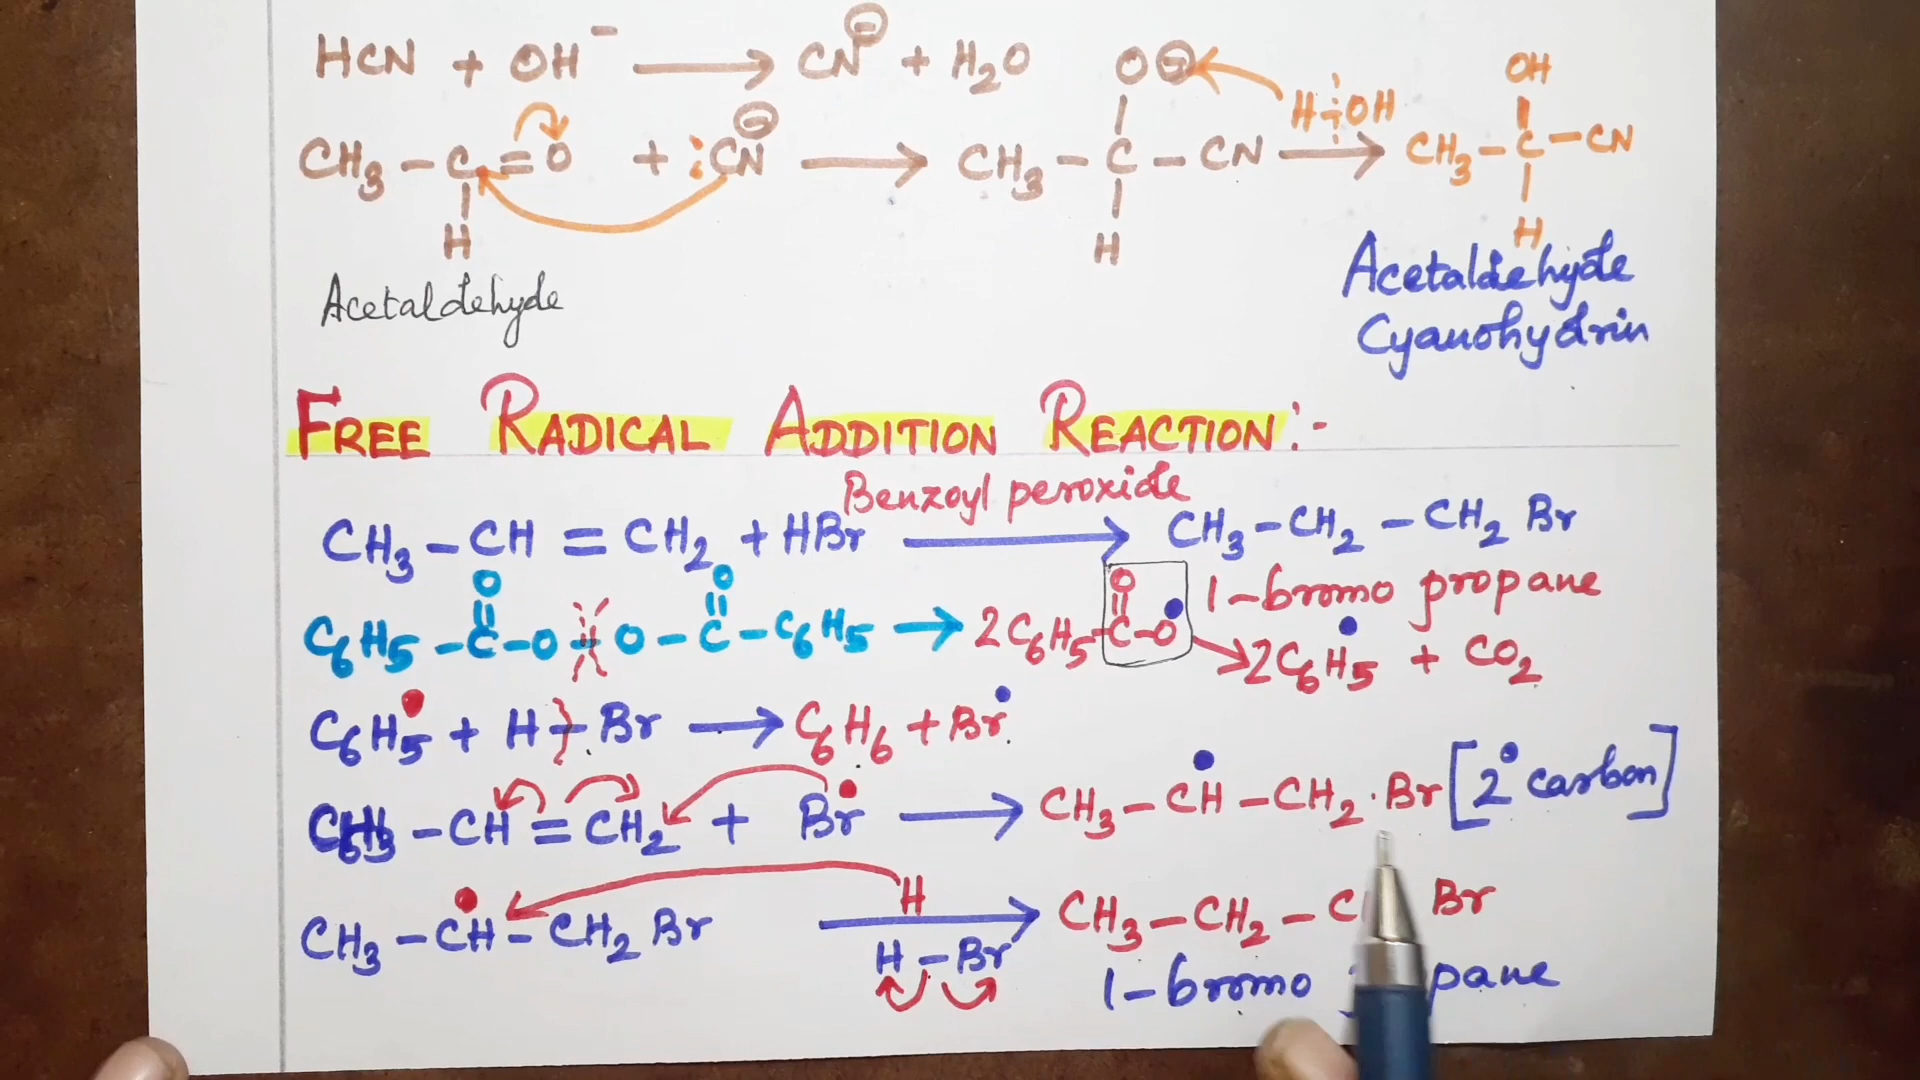 HCN + OH⁻ ⟶ CN⊖ + H₂O
O⊖ H⋮OH OH
CH₃ – C = O + :CN⊖ ⟶ CH₃ – C – CN ⟶ CH₃ – C – CN
H H H
Acetaldehyde
Acetaldehyde
Cyanohydrin
FREE RADICAL ADDITION REACTION:-
Benzoyl peroxide
CH₃ – CH = CH₂ + HBr ⟶ CH₃ – CH₂ – CH₂ Br
1-bromo propane
O O O
C₆H₅ – C – O – O – C – C₆H₅ ⟶ 2C₆H₅ – C – O• ⟶ 2C₆H₅• + CO₂
C₆H₅• + H – Br ⟶ C₆H₆ + Br•
– CH = CH₂ + Br• ⟶ CH₃ – ĊH – CH₂·Br [2° carbon]
H
CH₃ – ĊH – CH₂ Br ⟶ CH₃ – CH₂ – C Br
H – Br
1-bromo pane